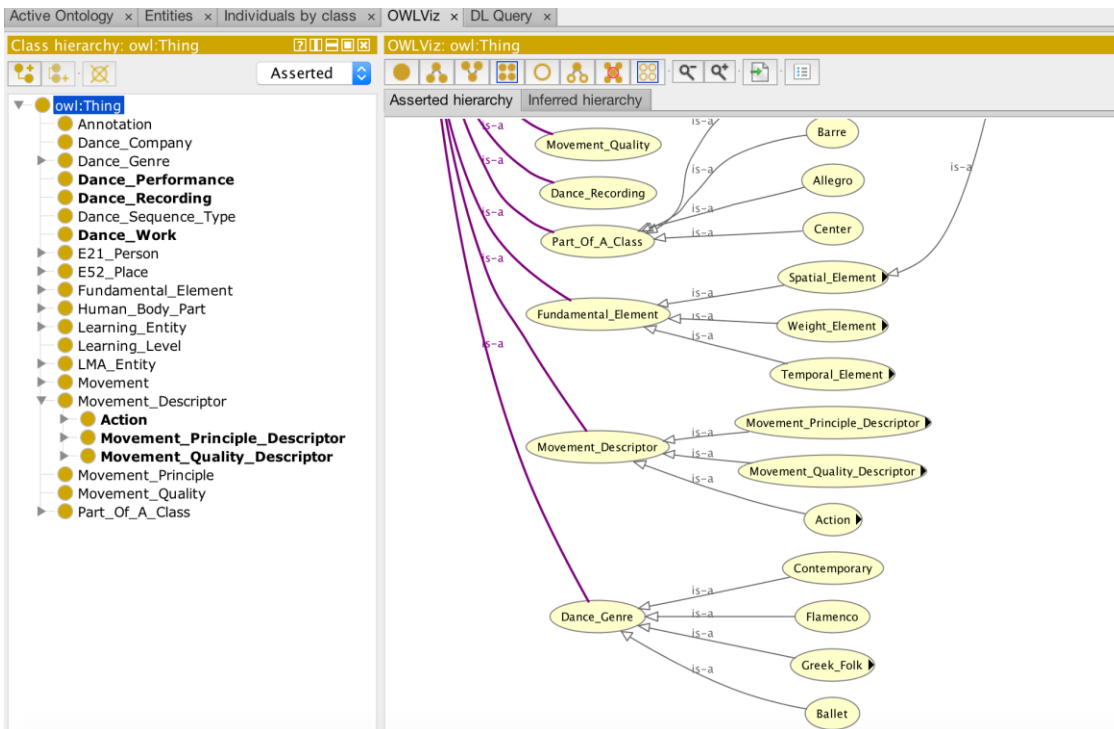 Active Ontology × Entities × Individuals by class × OWLViz × DL Query ×
Class hierarchy: owl:Thing
Asserted
owl:Thing
Annotation
Dance_Company
Dance_Genre
Dance_Performance
Dance_Recording
Dance_Sequence_Type
Dance_Work
E21_Person
E52_Place
Fundamental_Element
Human_Body_Part
Learning_Entity
Learning_Level
LMA_Entity
Movement
Movement_Descriptor
Action
Movement_Principle_Descriptor
Movement_Quality_Descriptor
Movement_Principle
Movement_Quality
Part_Of_A_Class
OWLViz: owl:Thing
Asserted hierarchy Inferred hierarchy
is-a
is-a
Barre
Movement_Quality
is-a
is-a
is-a
Allegro
Dance_Recording
is-a
is-a
Center
is-a
Part_Of_A_Class
is-a
Spatial_Element
is-a
Fundamental_Element
is-a
Weight_Element
is-a
is-a
Temporal_Element
Movement_Principle_Descriptor
is-a
Movement_Descriptor
is-a
Movement_Quality_Descriptor
is-a
Action
Contemporary
is-a
Dance_Genre
Flamenco
is-a
is-a
Greek_Folk
is-a
Ballet